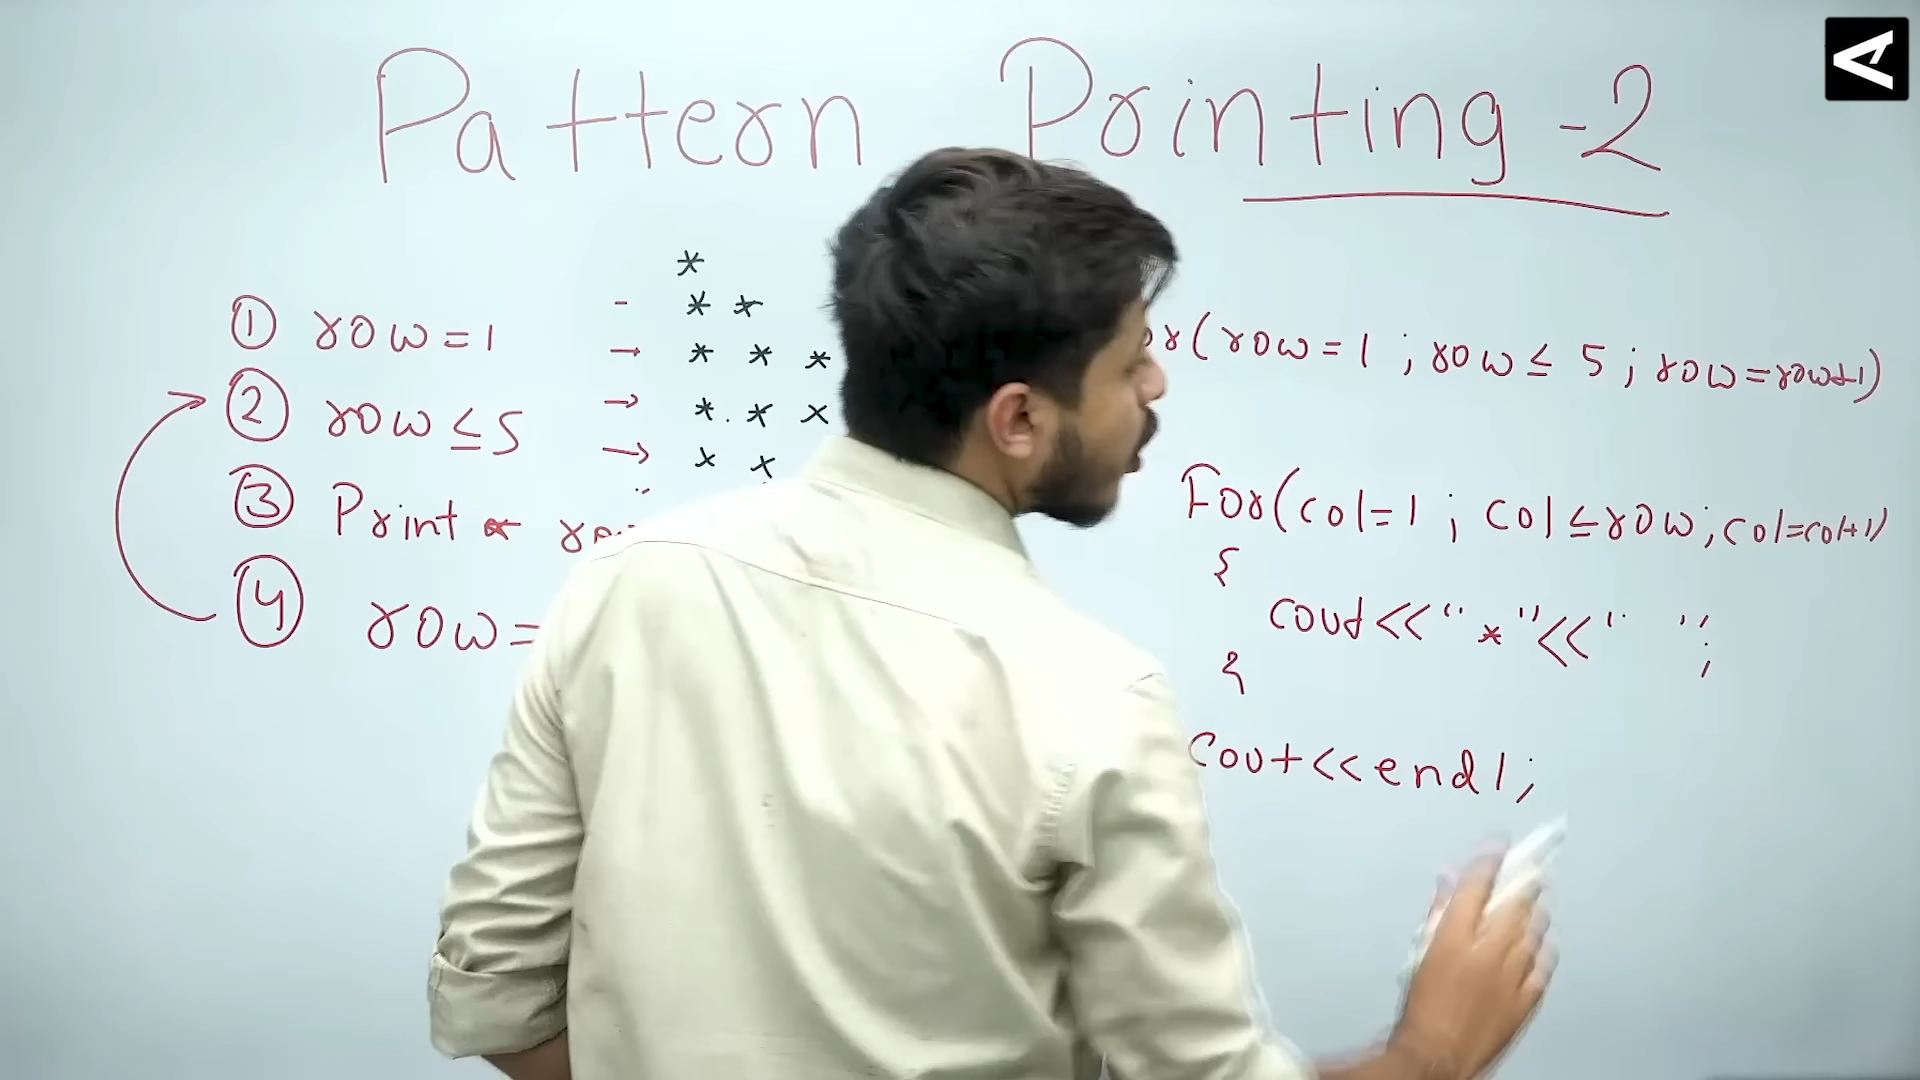 Pattern Printing -2
① row = 1
② row ≤ 5
③ Print
④ row =
*
- * *
→ * * *
→ * . * x
→ x x
(row = 1 ; row ≤ 5 ; row = row+1)
For(col=1 ; col ≤ row; col=col+1)
{
cout<<"*"<<" ";
}
cout<<endl;